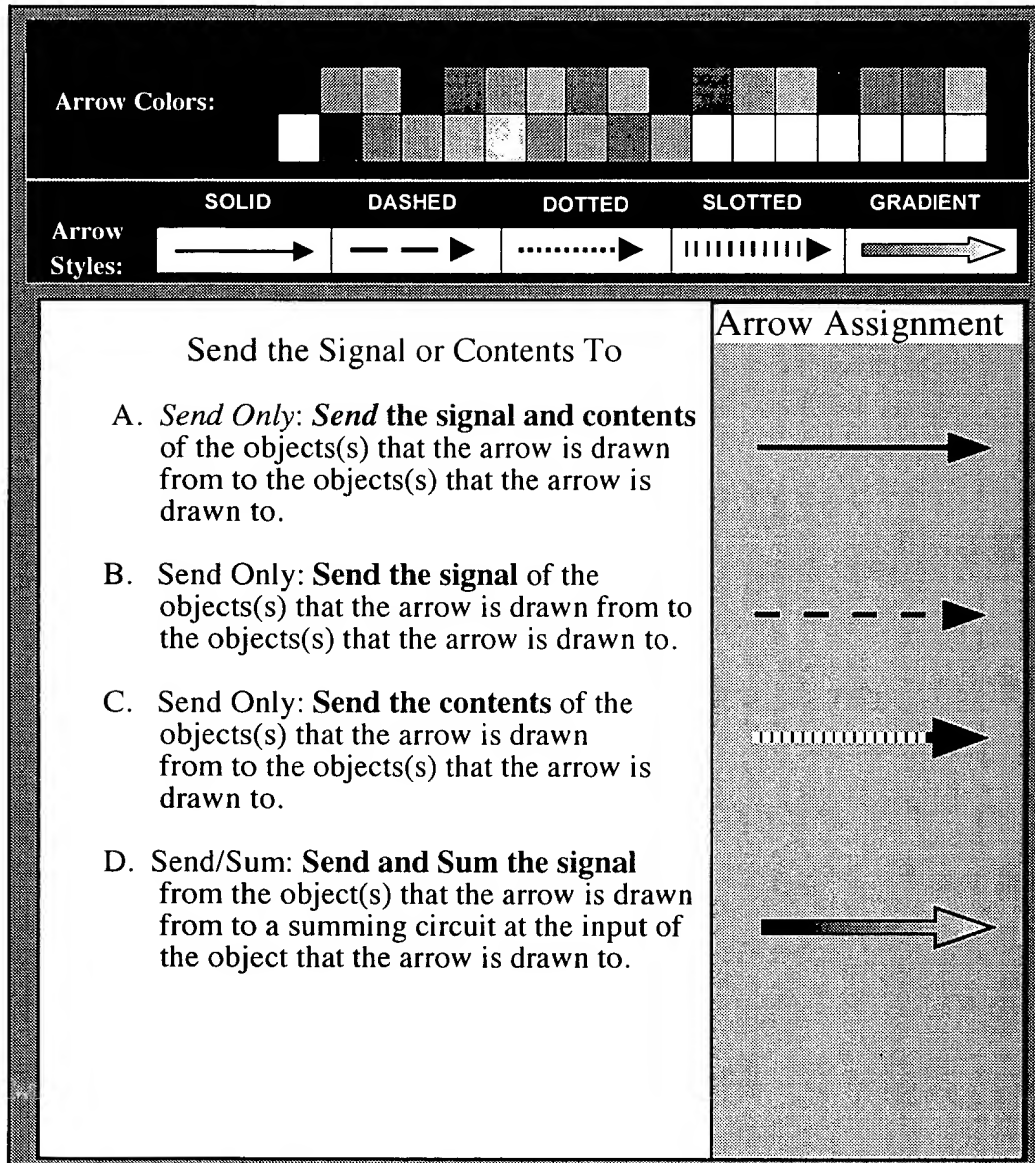 Arrow Colors:
SOLID DASHED DOTTED SLOTTED GRADIENT
Arrow
Styles:
Arrow Assignment
Send the Signal or Contents To
A. Send Only: Send the signal and contents
of the objects(s) that the arrow is drawn
from to the objects(s) that the arrow is
drawn to.
B. Send Only: Send the signal of the
objects(s) that the arrow is drawn from to
the objects(s) that the arrow is drawn to.
C. Send Only: Send the contents of the
objects(s) that the arrow is drawn
from to the objects(s) that the arrow is
drawn to.
D. Send/Sum: Send and Sum the signal
from the object(s) that the arrow is drawn
from to a summing circuit at the input of
the object that the arrow is drawn to.